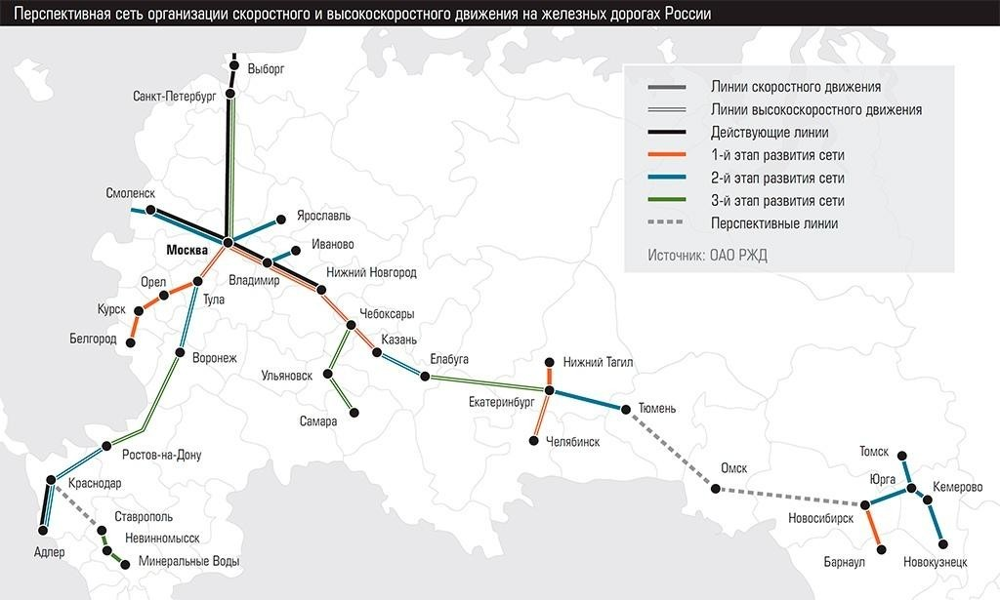 Перспективная сеть организации скоростного и высокоскоростного движения на железных дорогах России
Выборг
Санкт-Петербург
Линии скоростного движения
Линии высокоскоростного движения
Действующие линии
1-й этап развития сети
2-й этап развития сети
3-й этап развития сети
Перспективные линии
Источник: ОАО РЖД
Смоленск
Ярославль
Москва
Иваново
Владимир
Нижний Новгород
Орел
Тула
Курск
Чебоксары
Белгород
Казань
Воронеж
Елабуга
Нижний Тагил
Ульяновск
Екатеринбург
Тюмень
Самара
Челябинск
Ростов-на-Дону
Томск
Омск
Юрга
Кемерово
Краснодар
Новосибирск
Ставрополь
Невинномысск
Адлер
Минеральные Воды
Барнаул
Новокузнецк